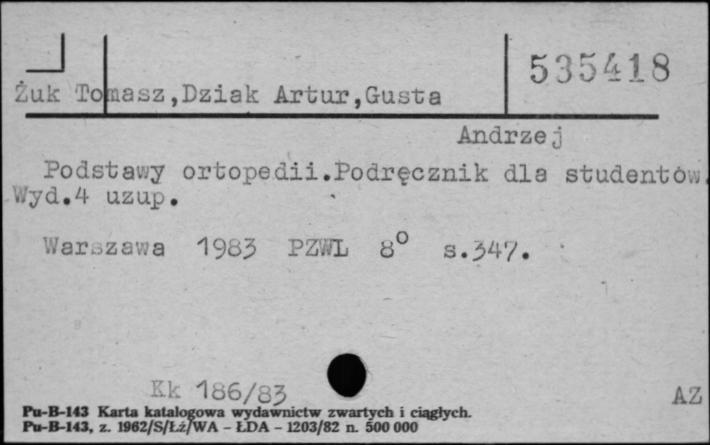 535418
Żuk Tomasz,Dziak Artur,Gusta
Andrzej
Podstawy ortopedii.Podręcznik dla studentów.
Wyd.4 uzup.
Warszawa 1983 PZWL 8° s.347.
Kk 186/83
AZ
Pu-B-143 Karta katalogowa wydawnictw zwartych i ciągłych.
Pu-B-143, z. 1962/S/Łż/WA - ŁDA - 1203/82 n. 500 000